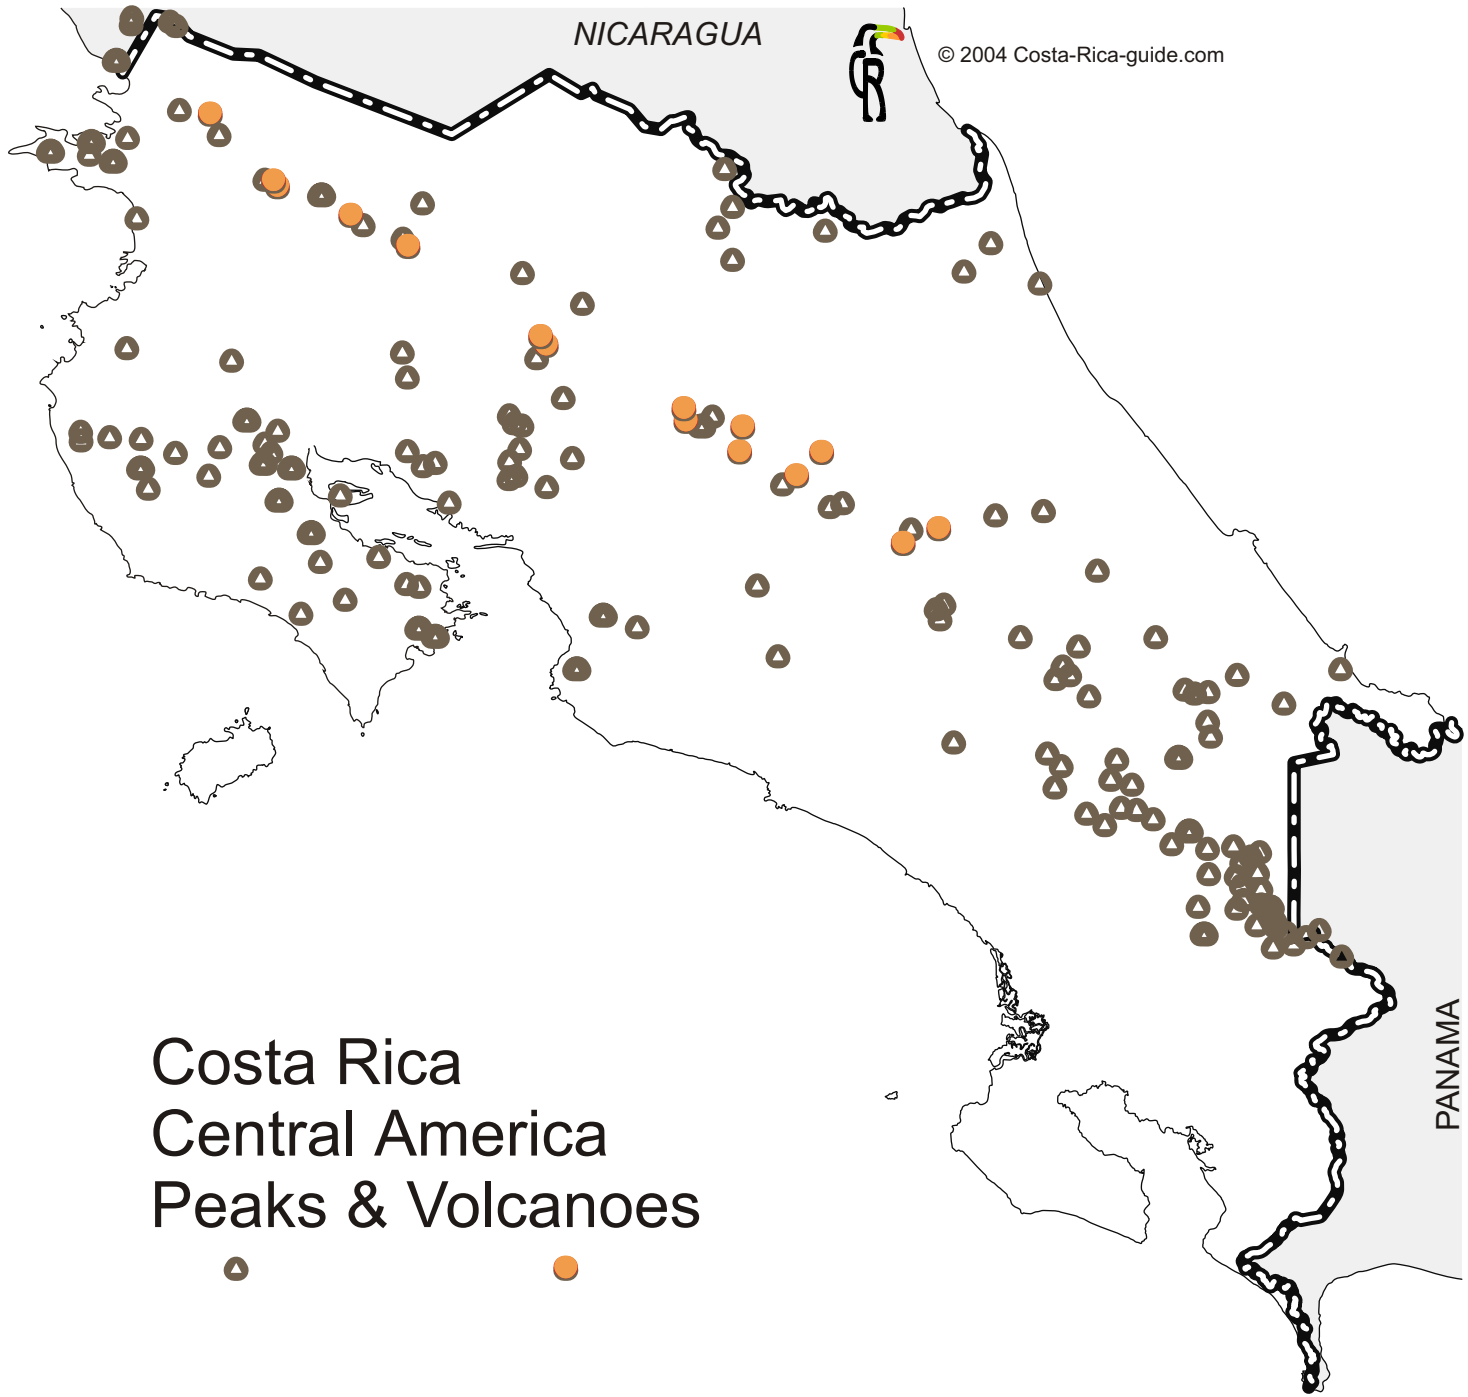 NICARAGUA
© 2004 Costa-Rica-guide.com
PANAMA
Costa Rica
Central America
Peaks & Volcanoes